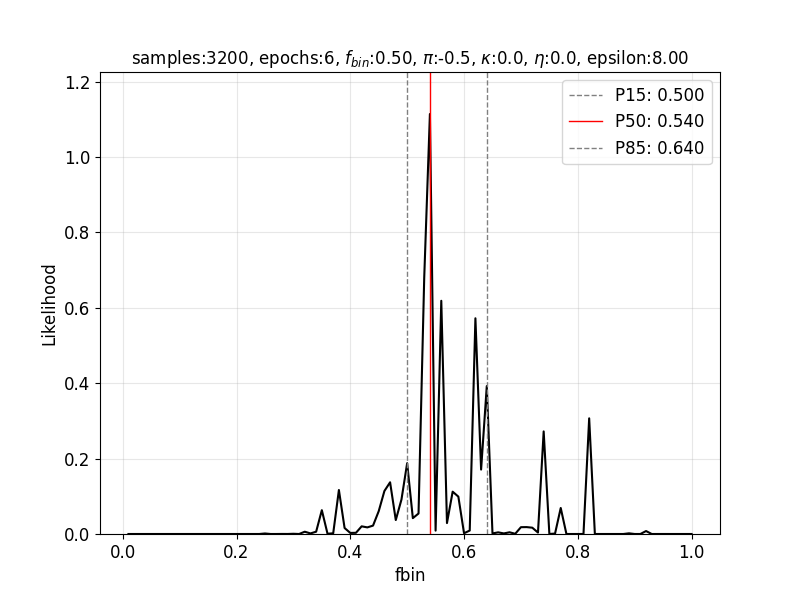 samples:3200, epochs:6, f_bin:0.50, π:-0.5, κ:0.0, η:0.0, epsilon:8.00
P15: 0.500
P50: 0.540
P85: 0.640
1.2
1.0
0.8
0.6
0.4
0.2
0.0
Likelihood
0.0 0.2 0.4 0.6 0.8 1.0
fbin